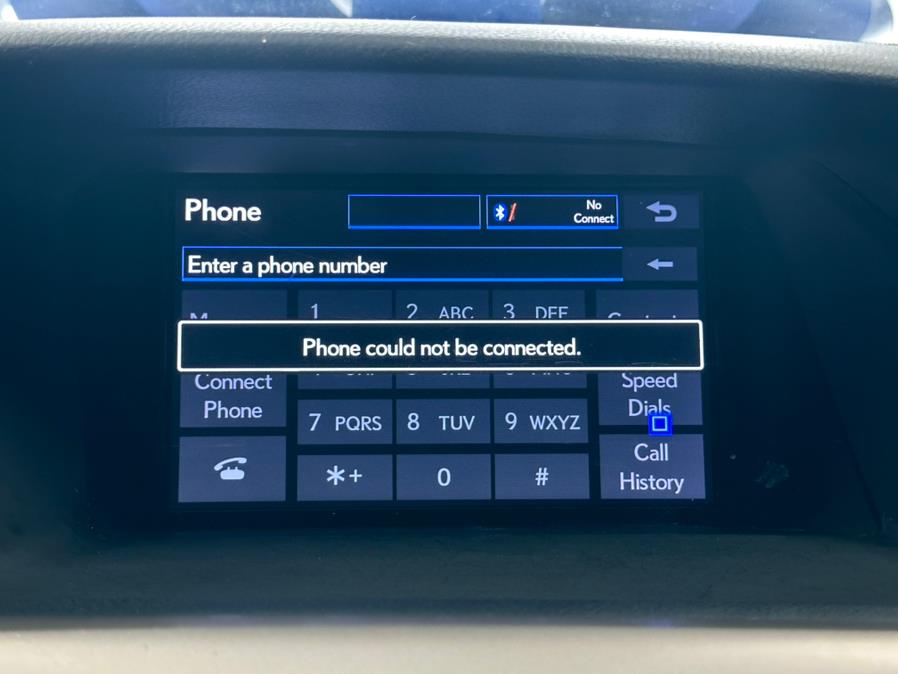 Phone
No
Connect
Enter a phone number
1
2 ABC 3 DEF
Phone could not be connected.
Connect
Phone
7 PQRS 8 TUV 9 WXYZ
Speed
Dials
*+ 0 #
Call
History